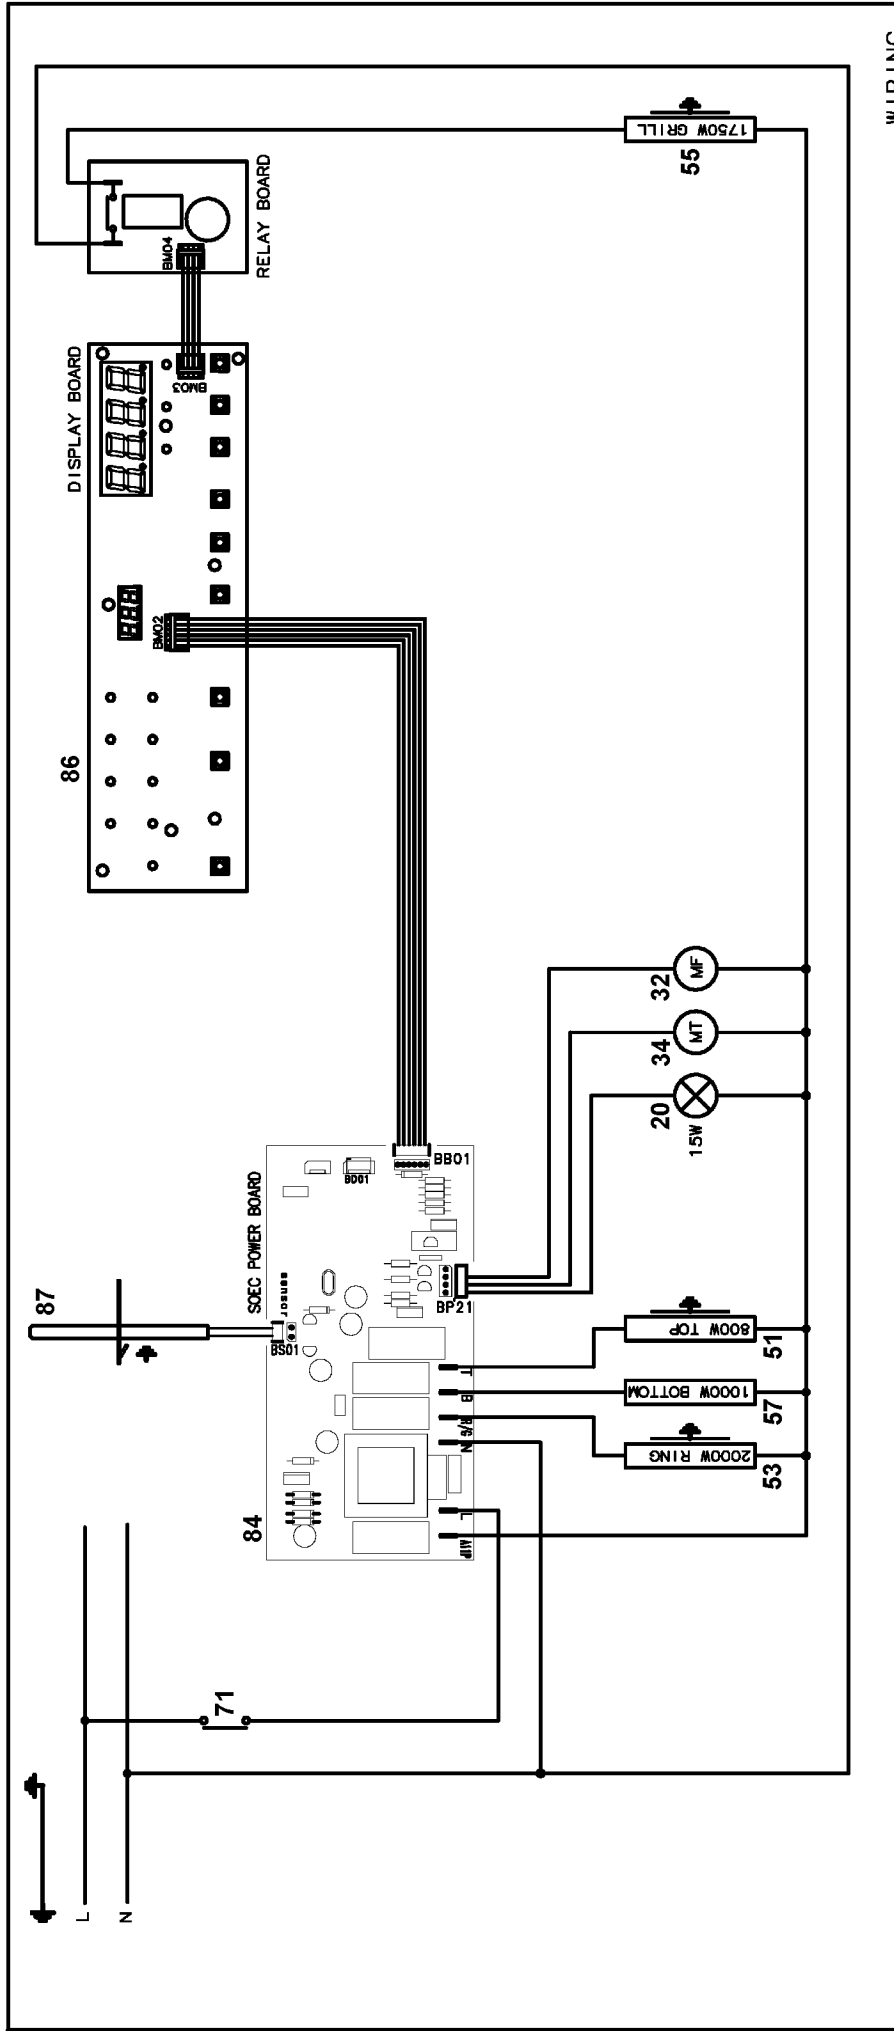 WIRING
1750W GRILL
55
RELAY BOARD
BM04
DISPLAY BOARD
BM03
BM02
86
32
MF
34
MT
20
15W
SOEC POWER BOARD
BD01
BB01
sensor
BS01
BP21
87
T
B
R/G
N
L
84
800W TOP
51
1000W BOTTOM
57
2000W RING
53
71
L
N